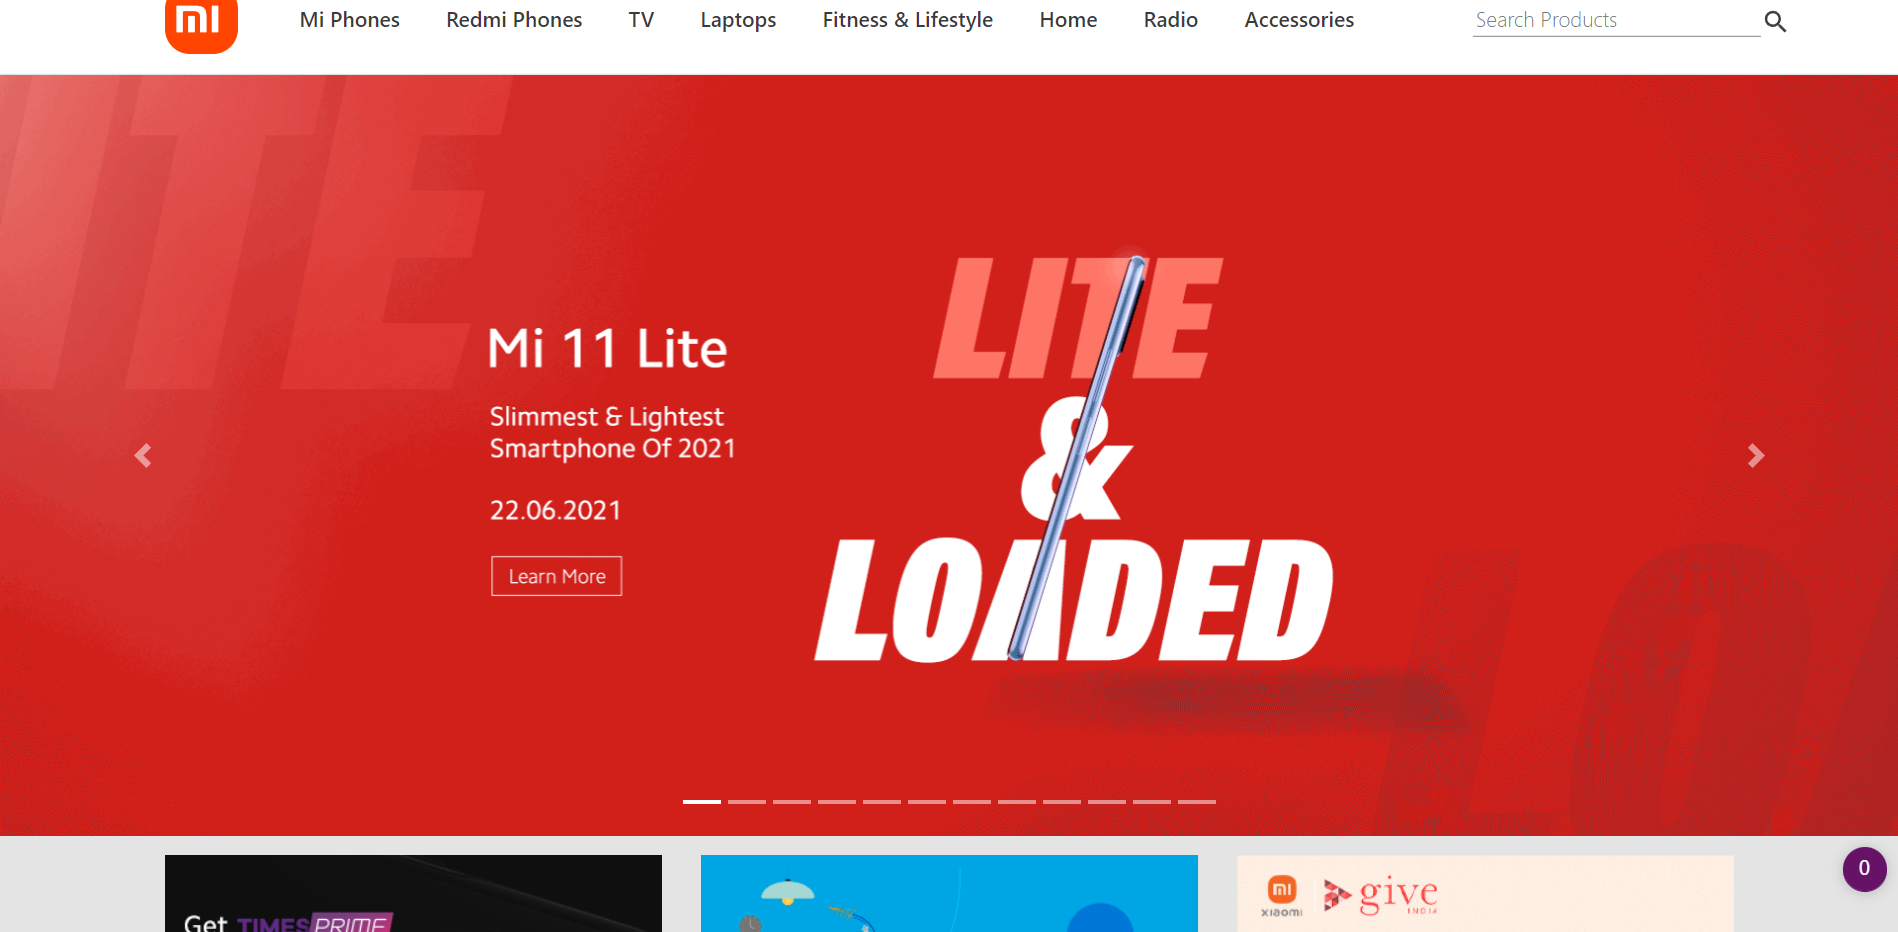 mi
Mi Phones
Redmi Phones
TV
Laptops
Fitness & Lifestyle
Home
Radio
Accessories
Search Products
LITE
Mi 11 Lite
Slimmest & Lightest
Smartphone Of 2021
22.06.2021
Learn More
LITE
&
LOADED
LO
0
Get TIMES PRIME
mi
xiaomi
give
INDIA